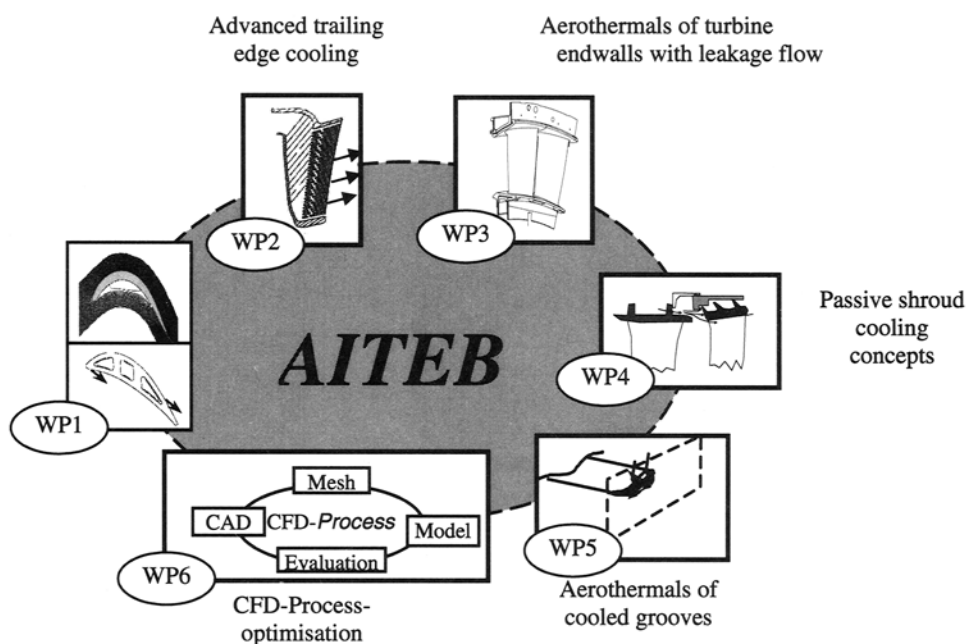 Advanced trailing
edge cooling
Aerothermals of turbine
endwalls with leakage flow
WP2
WP3
Passive shroud
cooling
concepts
AITEB
WP4
WP1
Mesh
CAD
CFD-Process
Model
Evaluation
WP6
WP5
Aerothermals of
cooled grooves
CFD-Process-
optimisation